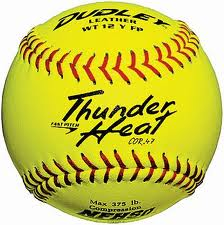 DUDLEY
LEATHER
WT 12 Y FP
Thunder
FAST PITCH
Heat
COR .47
Max 375 lb.
Compression
NFHS